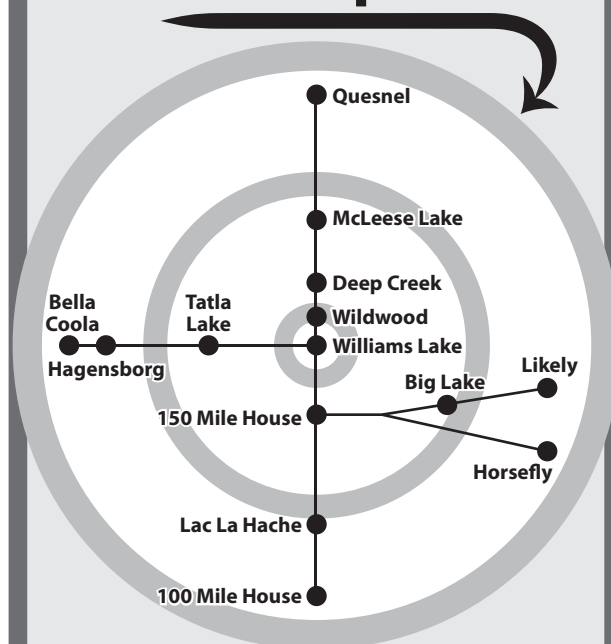 Quesnel
McLeese Lake
Deep Creek
Wildwood
Bella
Coola
Tatla
Lake
Williams Lake
Hagensborg
Likely
Big Lake
150 Mile House
Horsefly
Lac La Hache
100 Mile House